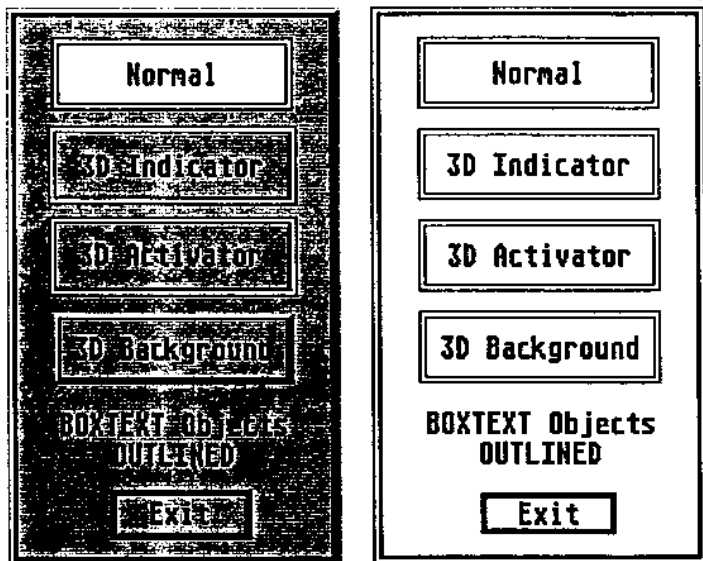 Normal
3D Indicator
3D Activator
3D Background
BOXTEXT Objects
OUTLINED
Exit
Normal
3D Indicator
3D Activator
3D Background
BOXTEXT Objects
OUTLINED
Exit